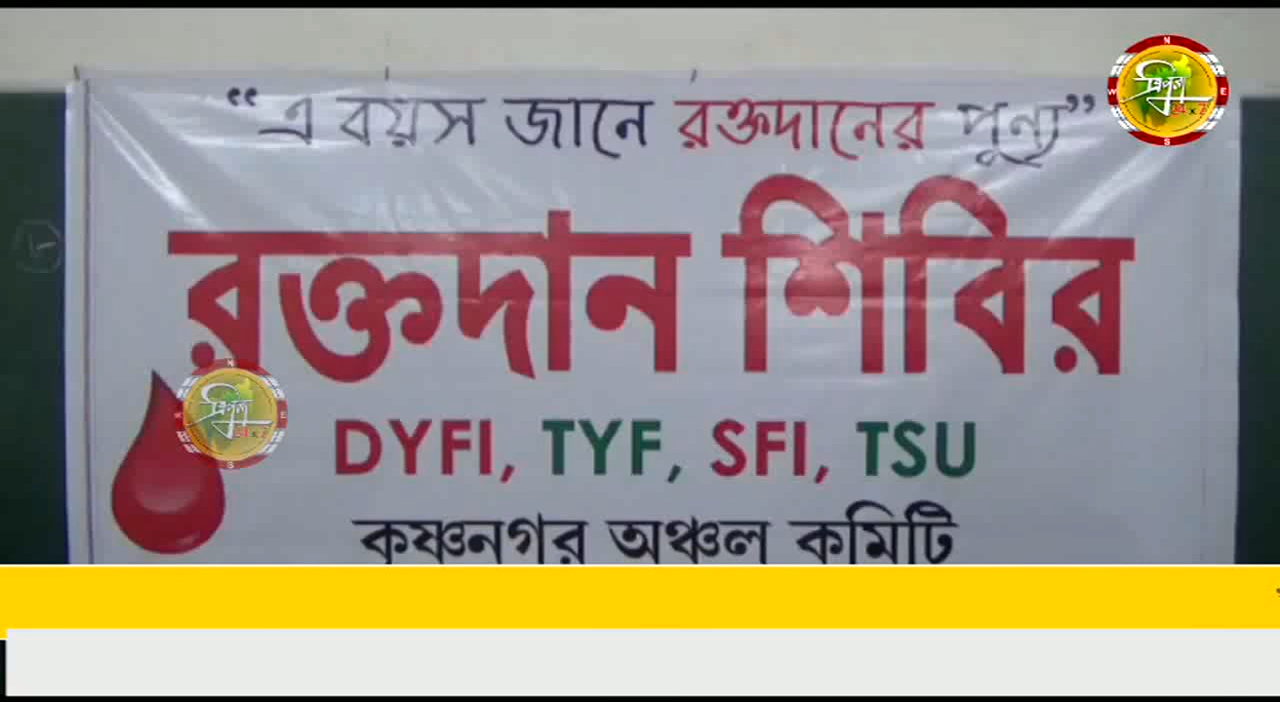 “এ বয়স জানে রক্তদানের পূন্য”
রক্তদান শিবির
DYFI, TYF, SFI, TSU
কৃষ্ণনগর অঞ্চল কমিটি